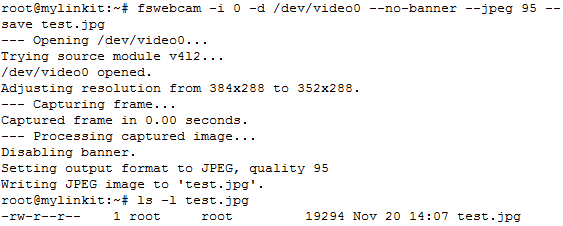 root@mylinkit:~# fswebcam -i 0 -d /dev/video0 --no-banner --jpeg 95 --
save test.jpg
--- Opening /dev/video0...
Trying source module v4l2...
/dev/video0 opened.
Adjusting resolution from 384x288 to 352x288.
--- Capturing frame...
Captured frame in 0.00 seconds.
--- Processing captured image...
Disabling banner.
Setting output format to JPEG, quality 95
Writing JPEG image to 'test.jpg'.
root@mylinkit:~# ls -l test.jpg
-rw-r--r--    1 root     root         19294 Nov 20 14:07 test.jpg